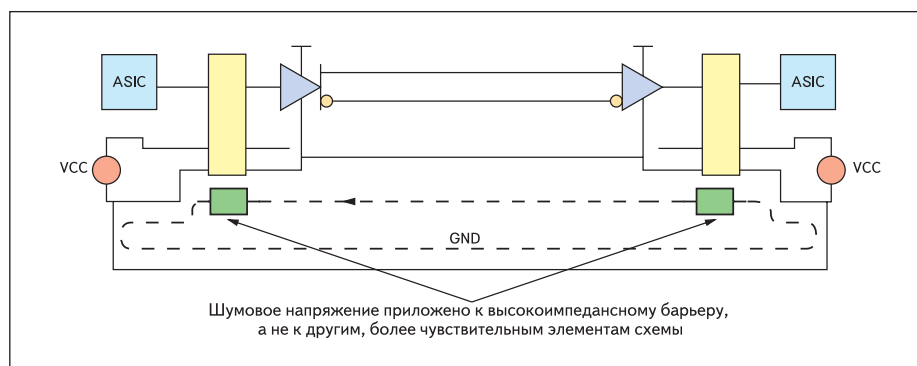 ASIC
ASIC
VCC
VCC
GND
Шумовое напряжение приложено к высокоимпедансному барьеру,
а не к другим, более чувствительным элементам схемы